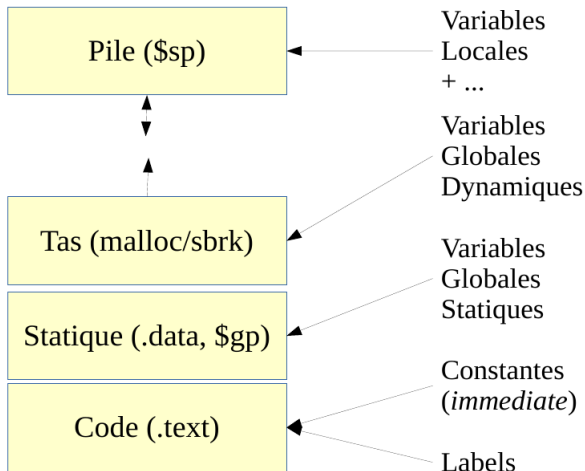 Pile ($sp)
Variables
Locales
+ ...
Variables
Globales
Dynamiques
Tas (malloc/sbrk)
Variables
Globales
Statiques
Statique (.data, $gp)
Constantes
(immediate)
Code (.text)
Labels